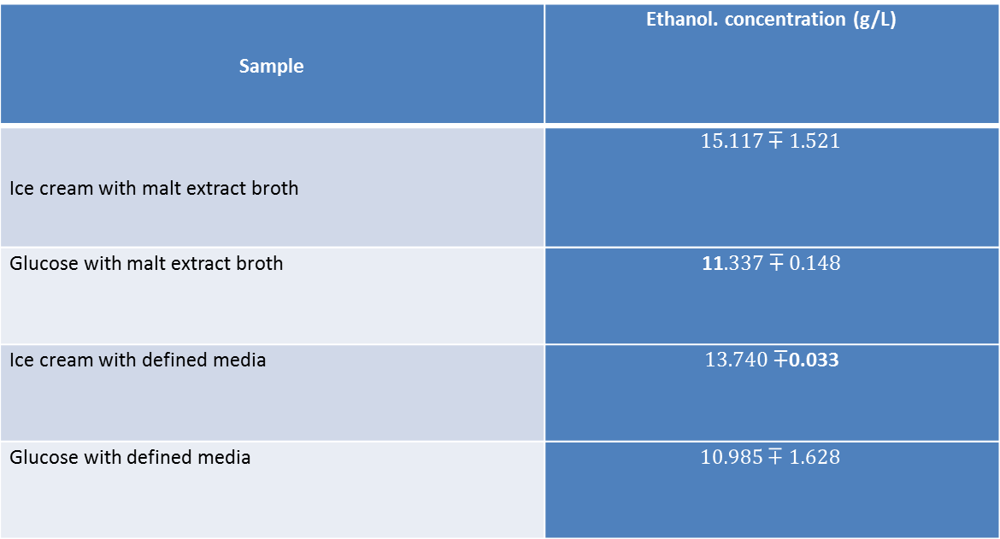 Sample
Ethanol. concentration (g/L)
Ice cream with malt extract broth
15.117 ∓ 1.521
Glucose with malt extract broth
11.337 ∓ 0.148
Ice cream with defined media
13.740 ∓0.033
Glucose with defined media
10.985 ∓ 1.628